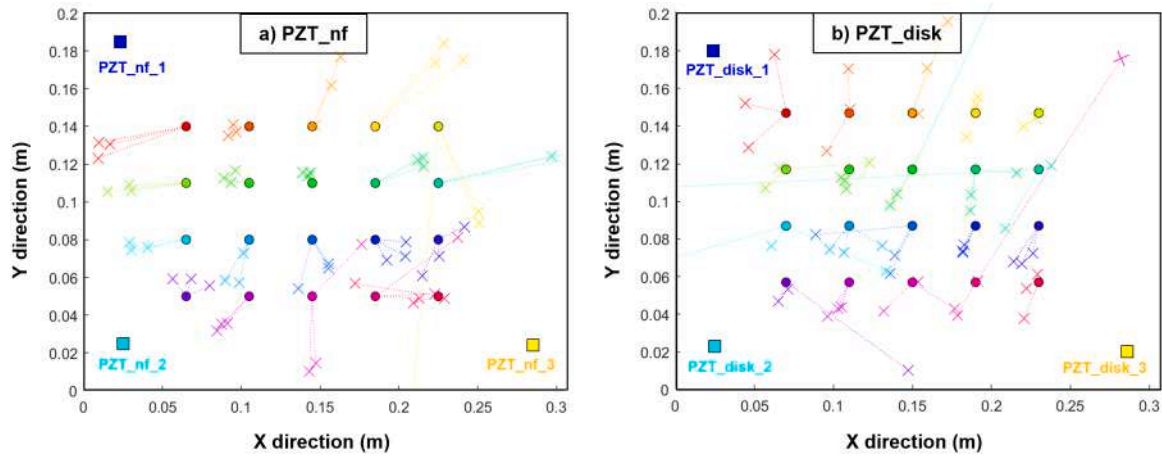 a) PZT_nf
0.2
0.18
0.16
0.14
0.12
0.1
0.08
0.06
0.04
0.02
0
PZT_nf_1
PZT_nf_2
PZT_nf_3
0 0.05 0.1 0.15 0.2 0.25 0.3
X direction (m)
Y direction (m)
b) PZT_disk
0.2
0.18
0.16
0.14
0.12
0.1
0.08
0.06
0.04
0.02
0
PZT_disk_1
PZT_disk_2
PZT_disk_3
0 0.05 0.1 0.15 0.2 0.25 0.3
X direction (m)
Y direction (m)